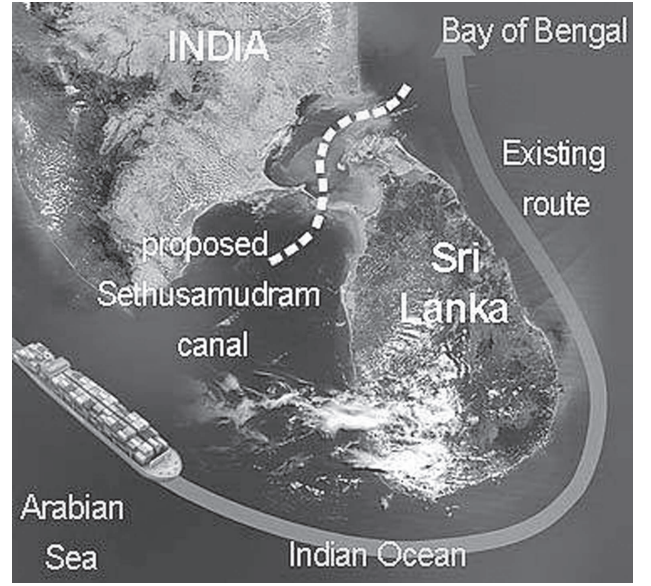 INDIA
Bay of Bengal
Existing
route
proposed
Sethusamudram
canal
Sri
Lanka
Arabian
Sea
Indian Ocean